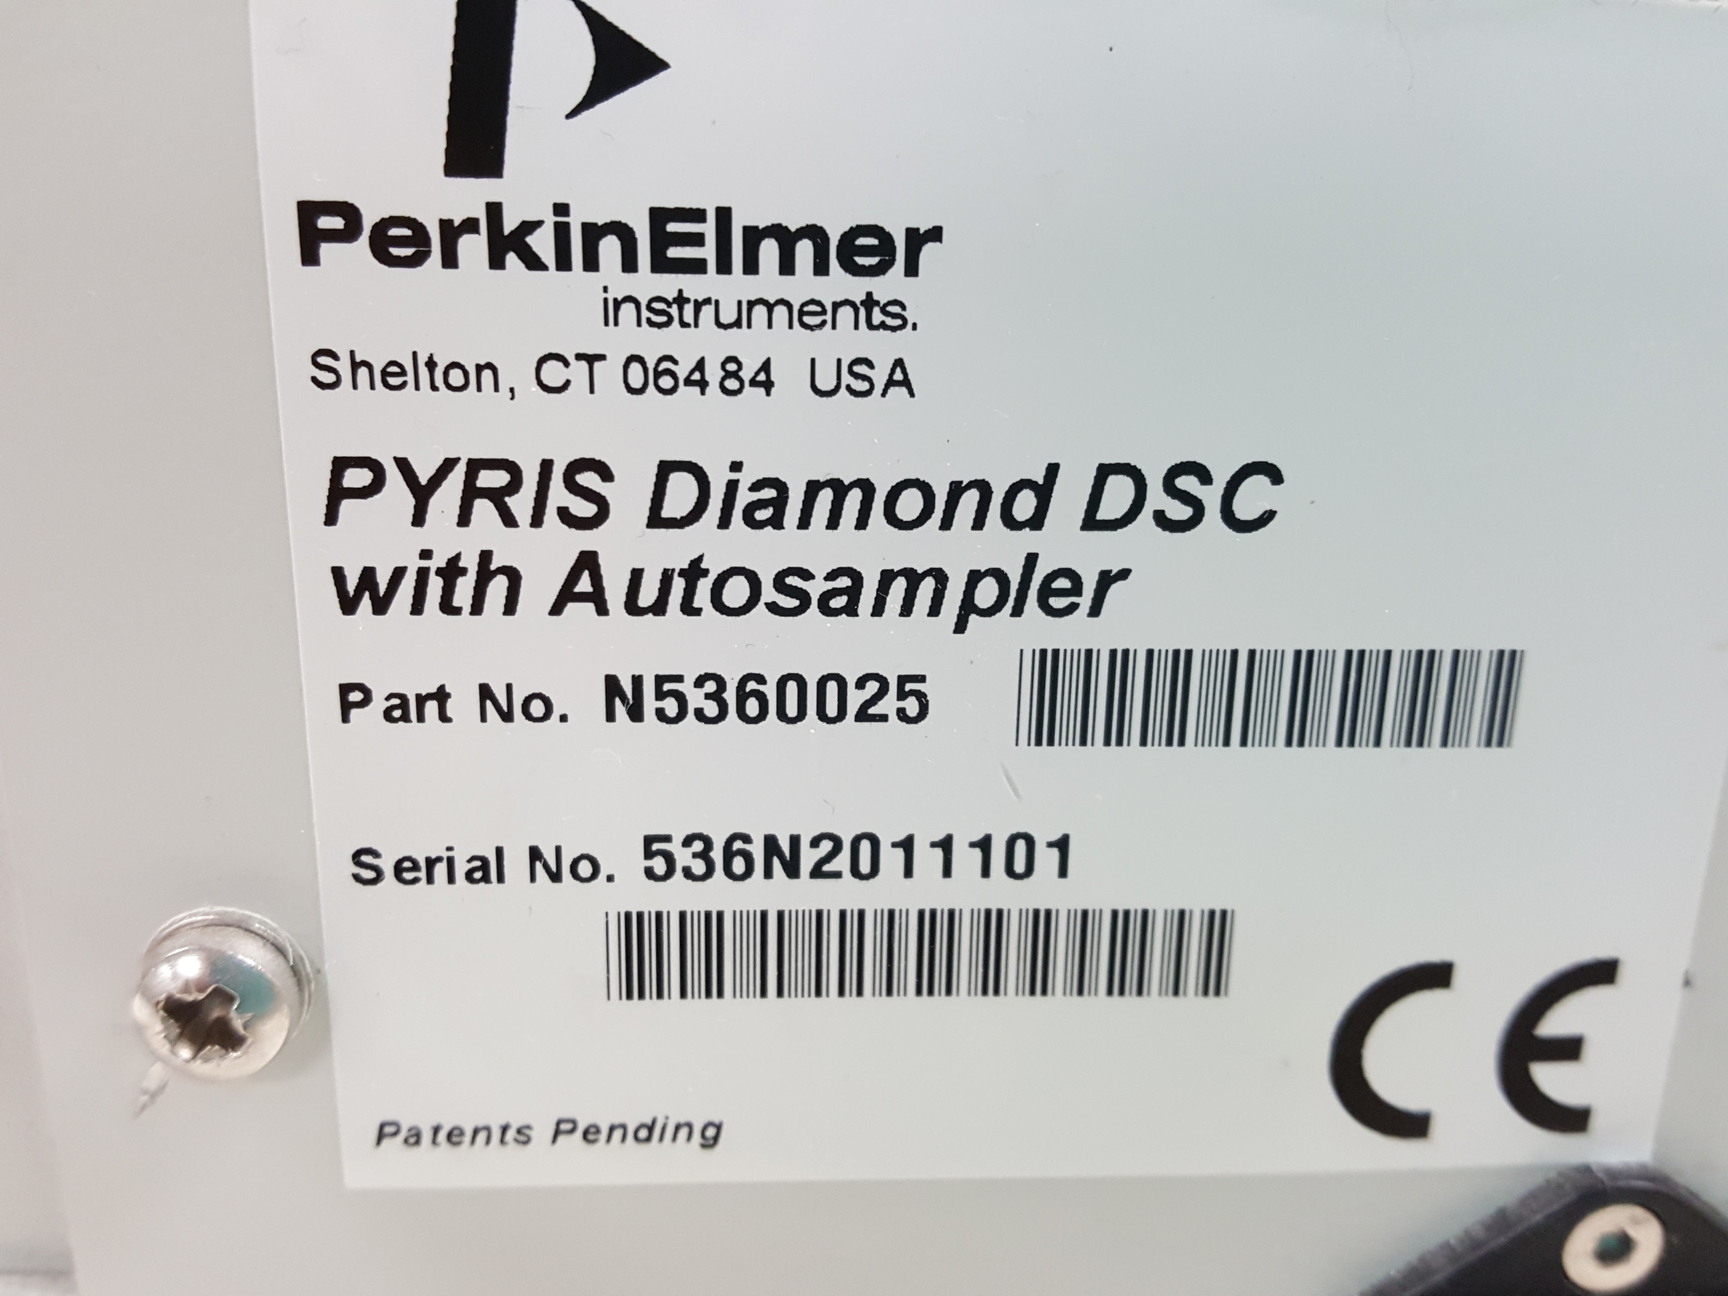 PerkinElmer
instruments.
Shelton, CT 06484 USA
PYRIS Diamond DSC
with Autosampler
Part No. N5360025
Serial No. 536N2011101
CE
Patents Pending